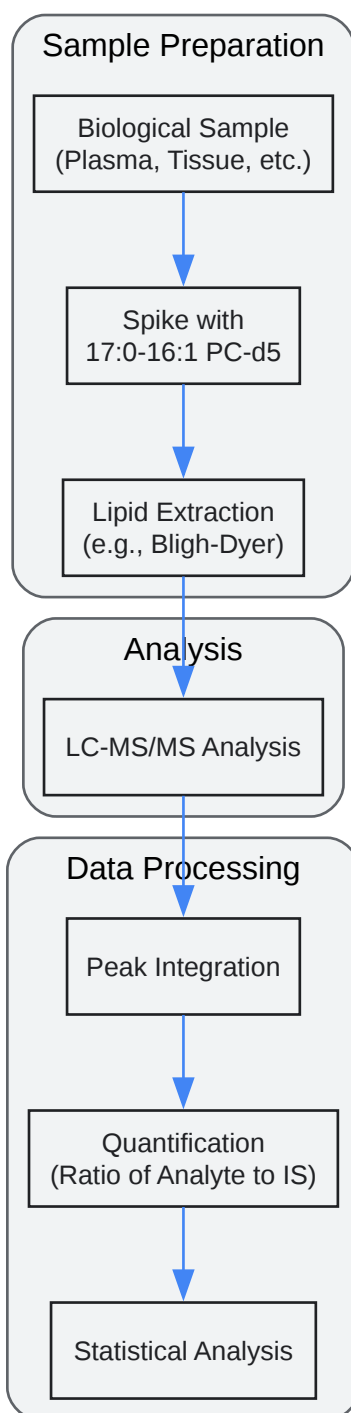 Sample Preparation
Biological Sample
(Plasma, Tissue, etc.)
Spike with
17:0-16:1 PC-d5
Lipid Extraction
(e.g., Bligh-Dyer)
Analysis
LC-MS/MS Analysis
Data Processing
Peak Integration
Quantification
(Ratio of Analyte to IS)
Statistical Analysis